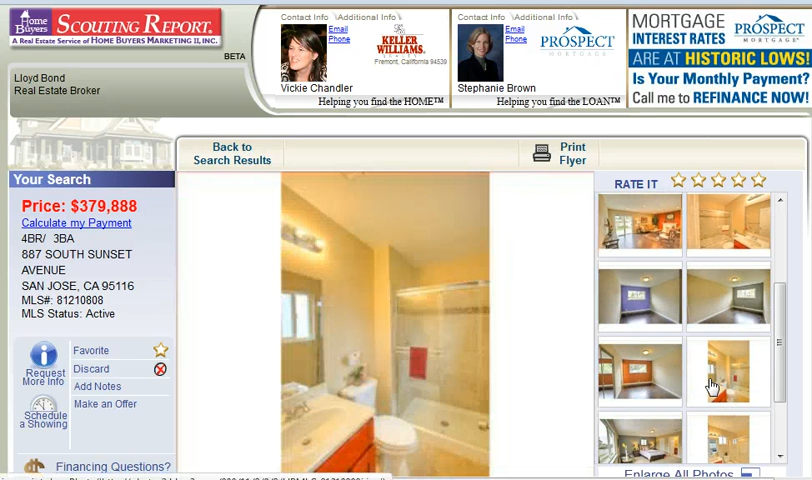 Home Buyers
SCOUTING REPORT®
A Real Estate Service of HOME BUYERS MARKETING II, INC.
BETA
Contact Info \Additional Info\
Email
Phone
KELLER
WILLIAMS.
Fremont, California 94539
Vickie Chandler
Helping you find the HOME™
Contact Info \Additional Info\
Email
Phone
PROSPECT
MORTGAGE
Stephanie Brown
Helping you find the LOAN™
MORTGAGE
INTEREST RATES
PROSPECT
MORTGAGE
ARE AT HISTORIC LOWS!
Is Your Monthly Payment?
Call me to REFINANCE NOW!
Lloyd Bond
Real Estate Broker
Back to
Search Results
Print
Flyer
Your Search
RATE IT
Price: $379,888
Calculate my Payment
4BR/ 3BA
887 SOUTH SUNSET
AVENUE
SAN JOSE, CA 95116
MLS#: 81210808
MLS Status: Active
Request
More Info
Schedule
a Showing
Favorite
Discard
Add Notes
Make an Offer
Financing Questions?
Enlarge All Photos